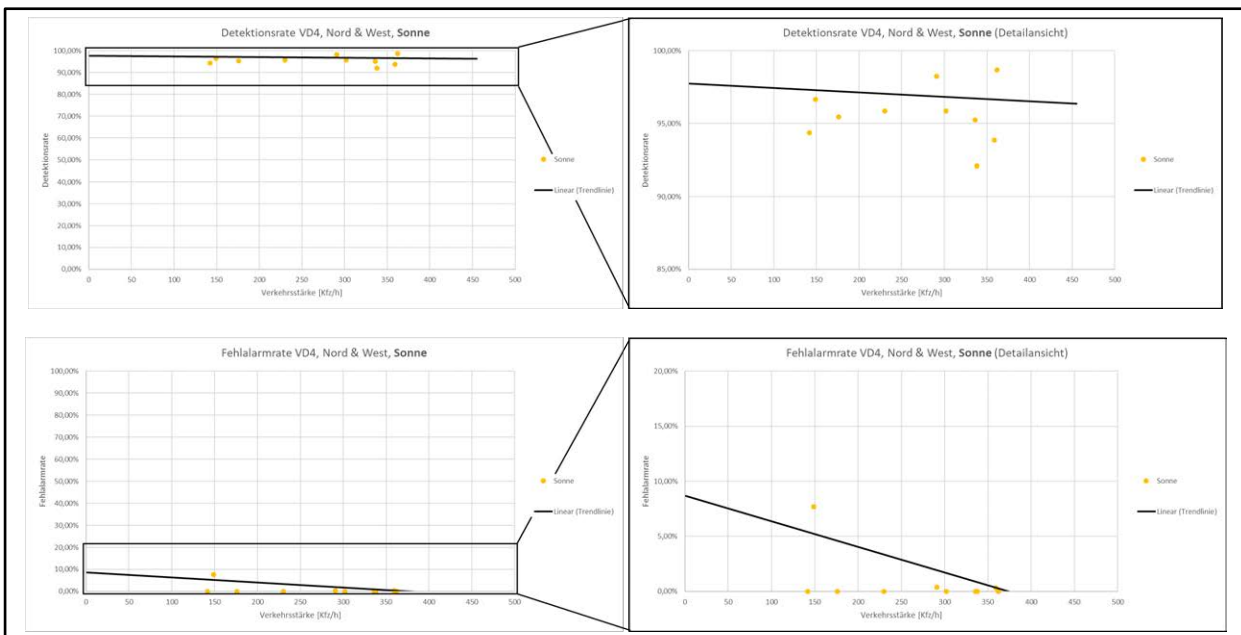 Detektionsrate VD4, Nord & West, Sonne
100,00%
90,00%
80,00%
70,00%
60,00%
50,00%
40,00%
30,00%
20,00%
10,00%
0,00%
Detektionsrate
0 50 100 150 200 250 300 350 400 450 500
Verkehrsstärke [Kfz/h]
Sonne
Linear (Trendlinie)
Detektionsrate VD4, Nord & West, Sonne (Detailansicht)
100,00%
95,00%
90,00%
85,00%
Detektionsrate
0 50 100 150 200 250 300 350 400 450 500
Verkehrsstärke [Kfz/h]
Sonne
Linear (Trendlinie)
Fehlalarmrate VD4, Nord & West, Sonne
100,00%
90,00%
80,00%
70,00%
60,00%
50,00%
40,00%
30,00%
20,00%
10,00%
0,00%
Fehlalarmrate
0 50 100 150 200 250 300 350 400 450 500
Verkehrsstärke [Kfz/h]
Sonne
Linear (Trendlinie)
Fehlalarmrate VD4, Nord & West, Sonne (Detailansicht)
20,00%
15,00%
10,00%
5,00%
0,00%
Fehlalarmrate
0 50 100 150 200 250 300 350 400 450 500
Verkehrsstärke [Kfz/h]
Sonne
Linear (Trendlinie)